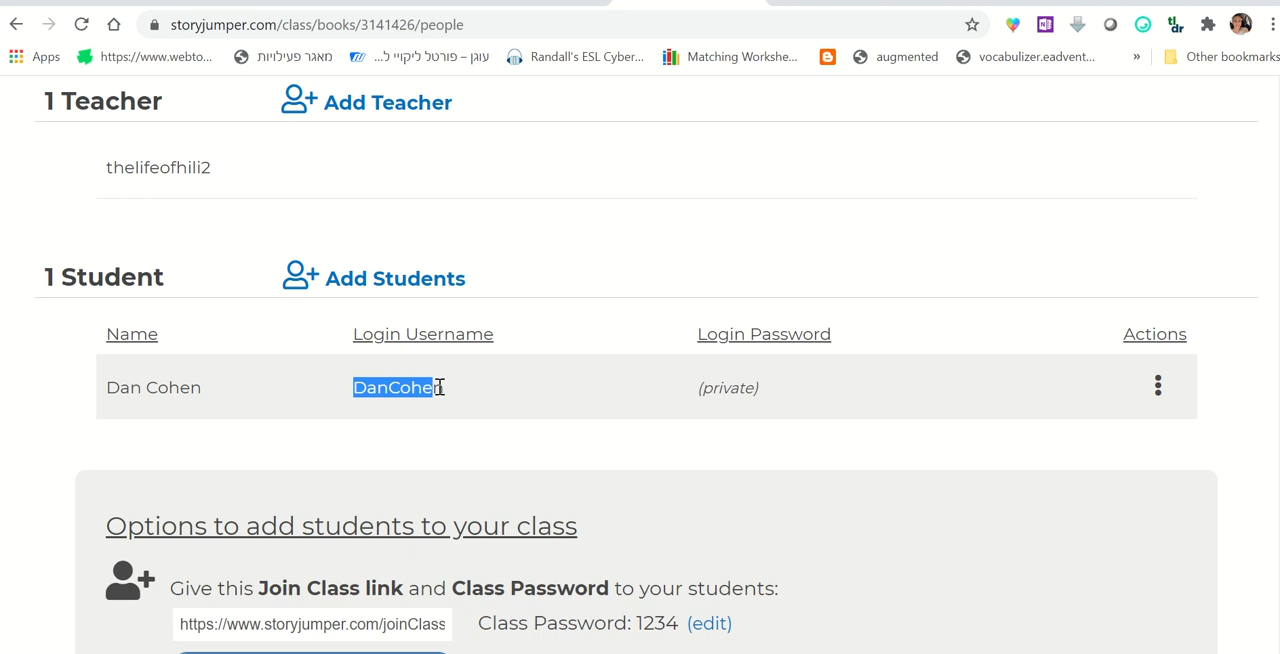 storyjumper.com/class/books/3141426/people
Apps https://www.webto... מאגר פעילויות עוגן – פורטל ליקויי ל... Randall's ESL Cyber... Matching Workshe... augmented vocabulizer.eadvent... » Other bookmarks
tl;
dr
1 Teacher Add Teacher
thelifeofhili2
1 Student Add Students
Name Login Username Login Password Actions
Dan Cohen DanCohen (private)
Options to add students to your class
Give this Join Class link and Class Password to your students:
https://www.storyjumper.com/joinClass Class Password: 1234 (edit)